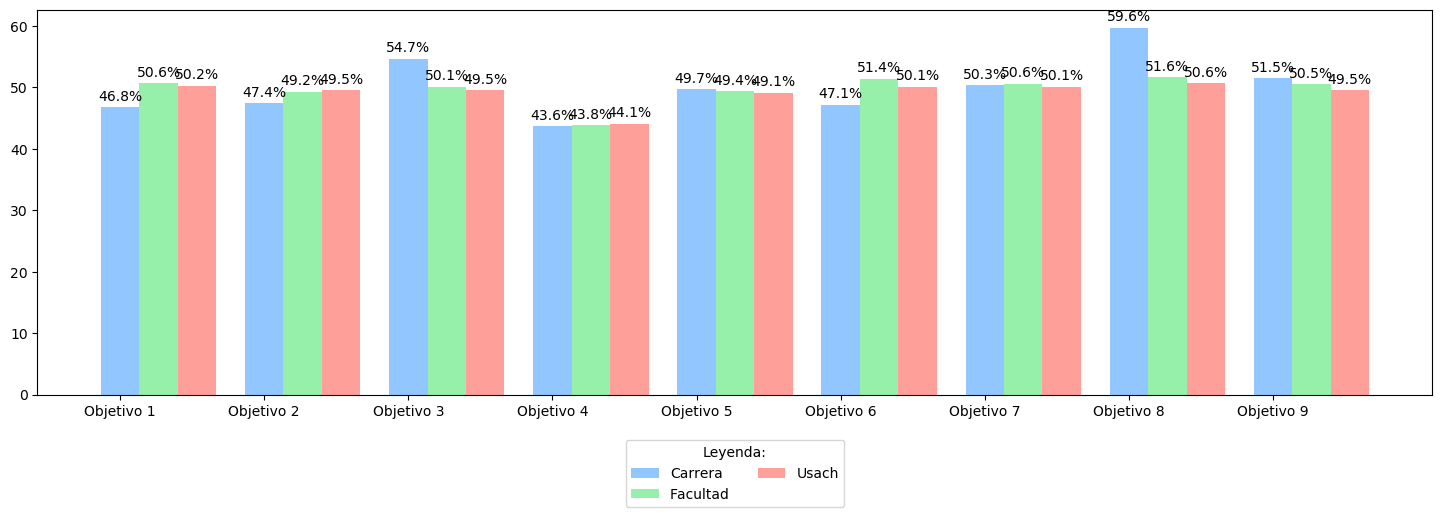 60
50
40
30
20
10
0
46.8%
50.6%
50.2%
47.4%
49.2%
49.5%
54.7%
50.1%
49.5%
43.6%
43.8%
44.1%
49.7%
49.4%
49.1%
47.1%
51.4%
50.1%
50.3%
50.6%
50.1%
59.6%
51.6%
50.6%
51.5%
50.5%
49.5%
Objetivo 1
Objetivo 2
Objetivo 3
Objetivo 4
Objetivo 5
Objetivo 6
Objetivo 7
Objetivo 8
Objetivo 9
Leyenda:
Carrera
Facultad
Usach